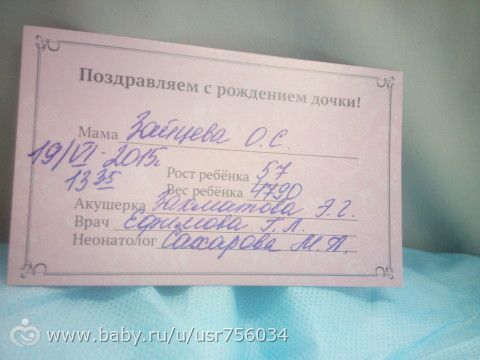 Поздравляем с рождением дочки!
Мама Зайцева О.С.
19/VI-2015г
13 35
Рост ребёнка 57
Вес ребёнка 4790
Акушерка Захматова Э.Г.
Врач Ефимова Г.Л.
Неонатолог Сахарова М.А.
www.baby.ru/u/usr756034